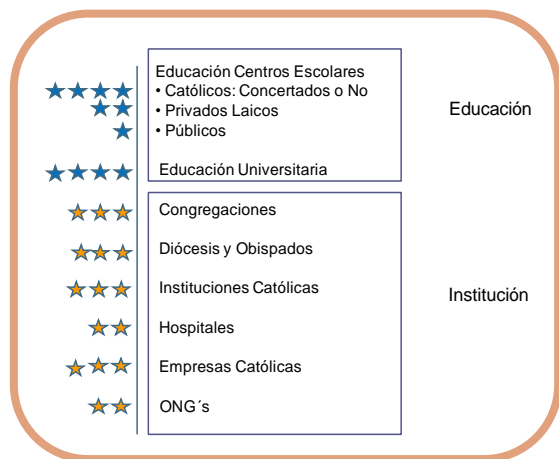 Educación Centros Escolares
• Católicos: Concertados o No
• Privados Laicos
• Públicos
Educación
Educación Universitaria
Congregaciones
Diócesis y Obispados
Instituciones Católicas
Institución
Hospitales
Empresas Católicas
ONG´s